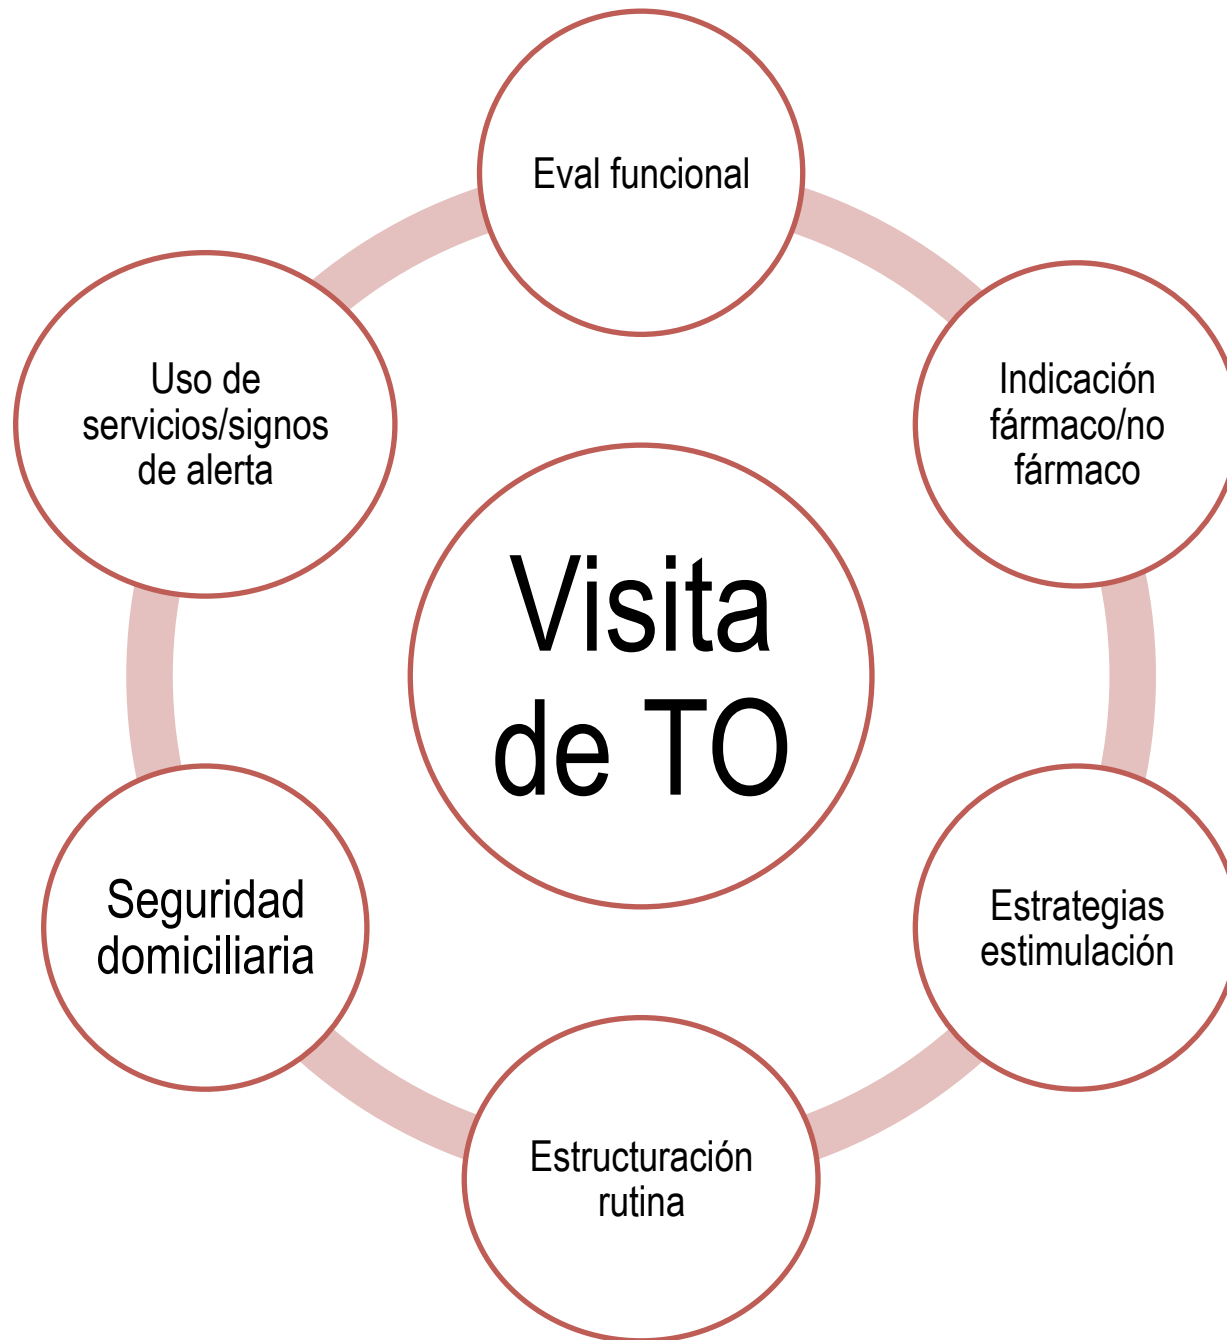 Eval funcional
Indicación
fármaco/no
fármaco
Estrategias
estimulación
Estructuración
rutina
Seguridad
domiciliaria
Uso de
servicios/signos
de alerta
Visita
de TO